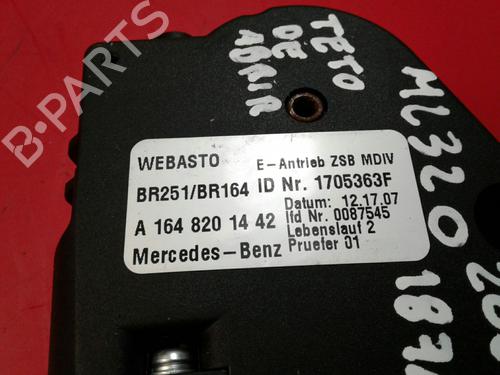 B-PARTS
TETO
DE
ABRIR
ML320
WEBASTO E-Antrieb ZSB MDIV
BR251/BR164 ID Nr. 1705363F
Datum: 12.17.07
A 164 820 14 42 lfd Nr. 0087545
Lebenslauf 2
Mercedes-Benz Pruefer 01